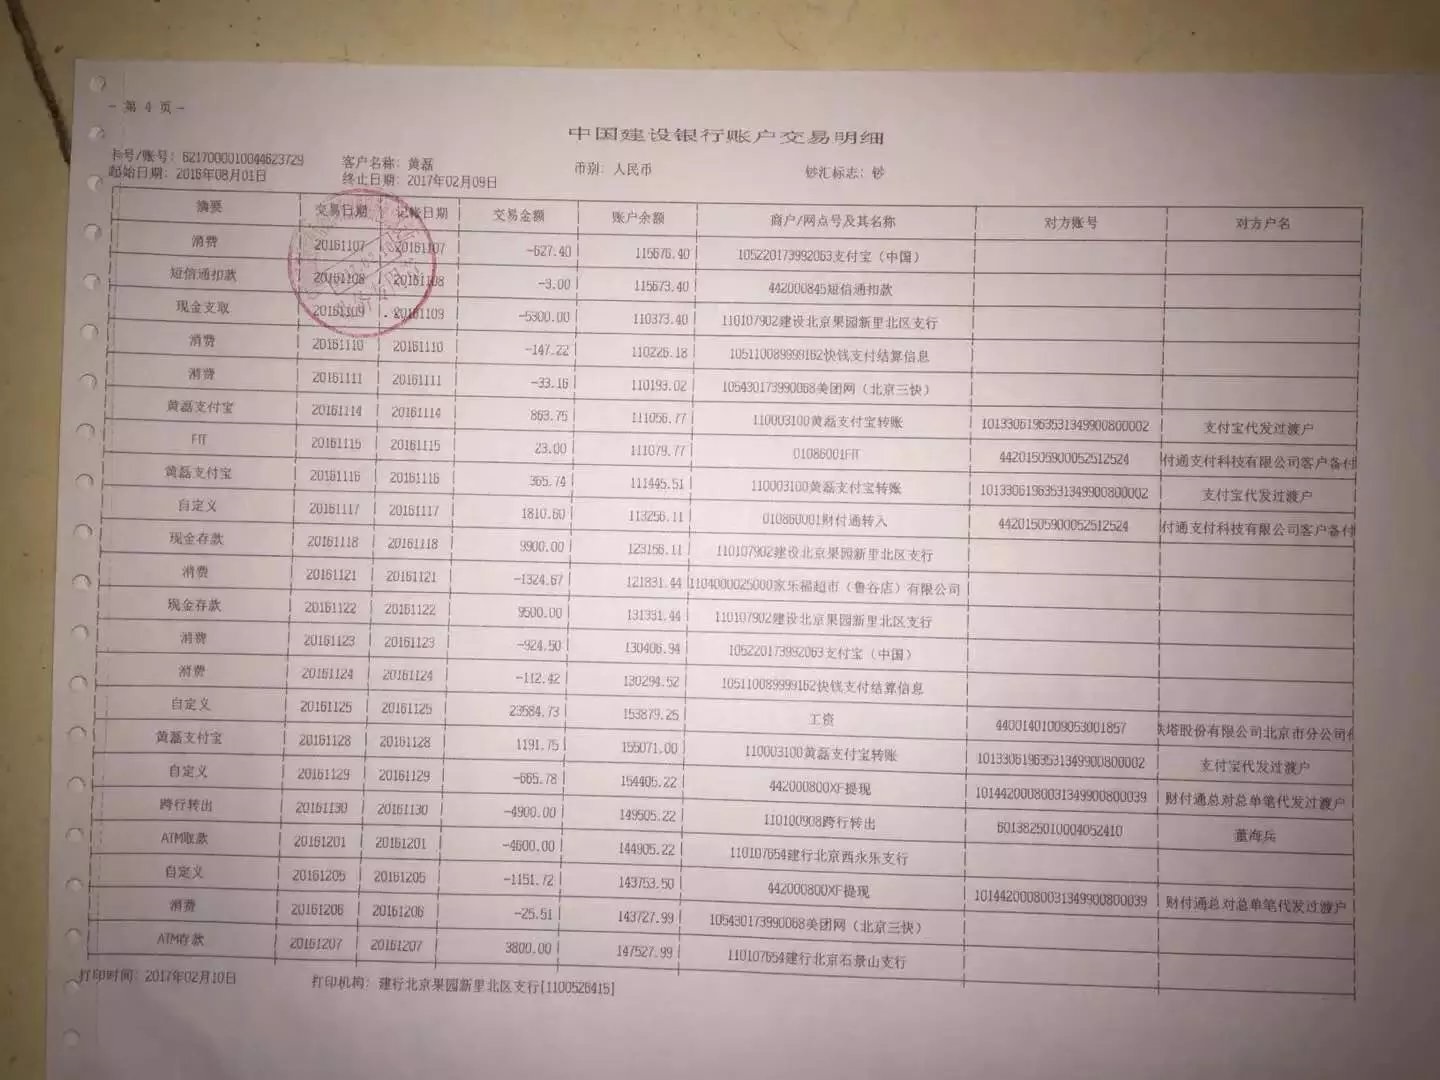 - 第 4 页 -
中国建设银行账户交易明细
卡号/账号: 6217000010044623729 客户名称: 黄磊 币别: 人民币 钞汇标志: 钞
起始日期: 2016年08月01日 终止日期: 2017年02月09日
摘要 交易日期 记帐日期 交易金额 账户余额 商户/网点号及其名称 对方账号 对方户名
消费 20161107 20161107 -627.40 115676.40 105220173992063支付宝（中国）
短信通扣款 20161108 20161108 -3.00 115673.40 442000845短信通扣款
现金支取 20161109 20161109 -5300.00 110373.40 110107902建设北京果园新里北区支行
消费 20161110 20161110 -147.22 110226.18 105110089999162快钱支付结算信息
消费 20161111 20161111 -33.16 110193.02 105430173990068美团网（北京三快）
黄磊支付宝 20161114 20161114 863.75 111056.77 110003100黄磊支付宝转账 10133061963531349900800002 支付宝代发过渡户
FIT 20161115 20161115 23.00 111079.77 01086001FIT 44201505900052512524 付通支付科技有限公司客户备付
黄磊支付宝 20161116 20161116 365.74 111445.51 110003100黄磊支付宝转账 10133061963531349900800002 支付宝代发过渡户
自定义 20161117 20161117 1810.60 113256.11 010860001财付通转入 44201505900052512524 付通支付科技有限公司客户备付
现金存款 20161118 20161118 9900.00 123156.11 110107902建设北京果园新里北区支行
消费 20161121 20161121 -1324.67 121831.44 1104000025000家乐福超市（鲁谷店）有限公司
现金存款 20161122 20161122 9500.00 131331.44 110107902建设北京果园新里北区支行
消费 20161123 20161123 -924.50 130406.94 105220173992063支付宝（中国）
消费 20161124 20161124 -112.42 130294.52 105110089999162快钱支付结算信息
自定义 20161125 20161125 23584.73 153879.25 工资 44001401009053001857 铁塔股份有限公司北京市分公司
黄磊支付宝 20161128 20161128 1191.75 155071.00 110003100黄磊支付宝转账 10133061963531349900800002 支付宝代发过渡户
自定义 20161129 20161129 -665.78 154405.22 442000800XF提现 10144200080031349900800039 财付通总对总单笔代发过渡户
跨行转出 20161130 20161130 -4900.00 149505.22 110100908跨行转出 6013825010004052410 董海兵
ATM取款 20161201 20161201 -4600.00 144905.22 110107654建行北京西永乐支行
自定义 20161205 20161205 -1151.72 143753.50 442000800XF提现 10144200080031349900800039 财付通总对总单笔代发过渡户
消费 20161206 20161206 -25.51 143727.99 105430173990068美团网（北京三快）
ATM存款 20161207 20161207 3800.00 147527.99 110107654建行北京石景山支行
打印时间: 2017年02月10日 打印机构: 建行北京果园新里北区支行[1100526415]